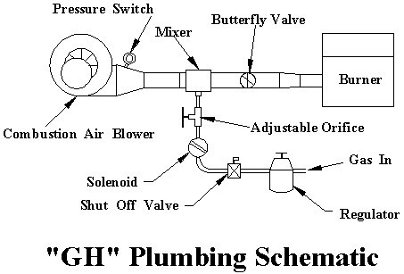 Pressure Switch
Butterfly Valve
Mixer
Burner
Combustion Air Blower
Adjustable Orifice
Gas In
Solenoid
Shut Off Valve
Regulator
"GH" Plumbing Schematic